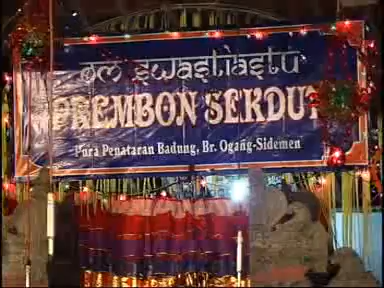 om swastiastu
PREMBON SEKDUT
Pura Penataran Badung, Br. Ogang-Sidemen